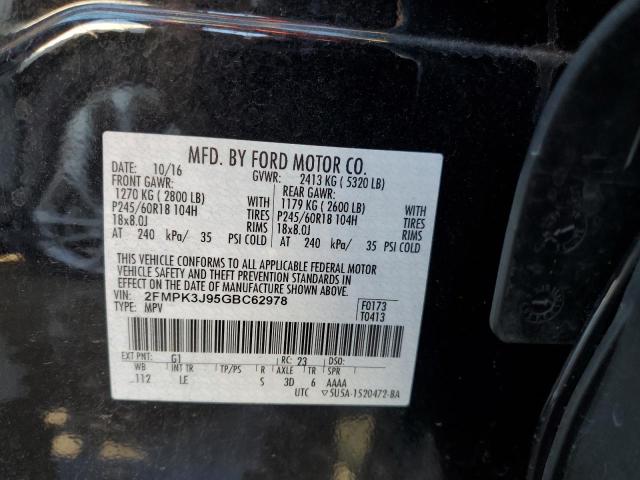 MFD. BY FORD MOTOR CO.
DATE: 10/16 GVWR: 2413 KG ( 5320 LB)
FRONT GAWR: REAR GAWR:
1270 KG ( 2800 LB) WITH 1179 KG ( 2600 LB) WITH
P245/60R18 104H TIRES P245/60R18 104H TIRES
18x8.0J RIMS 18x8.0J RIMS
AT 240 kPa/ 35 PSI COLD AT 240 kPa/ 35 PSI COLD
THIS VEHICLE CONFORMS TO ALL APPLICABLE FEDERAL MOTOR
VEHICLE SAFETY AND THEFT PREVENTION STANDARDS IN
EFFECT ON THE DATE OF MANUFACTURE SHOWN ABOVE.
VIN: 2FMPK3J95GBC62978 F0173
TYPE: MPV T0413
EXT PNT: G1 RC: 23 DSO:
WB INT TR TP/PS R AXLE TR SPR
112 LE S 3D 6 AAAA
UTC ▽5U5A-1520472-BA